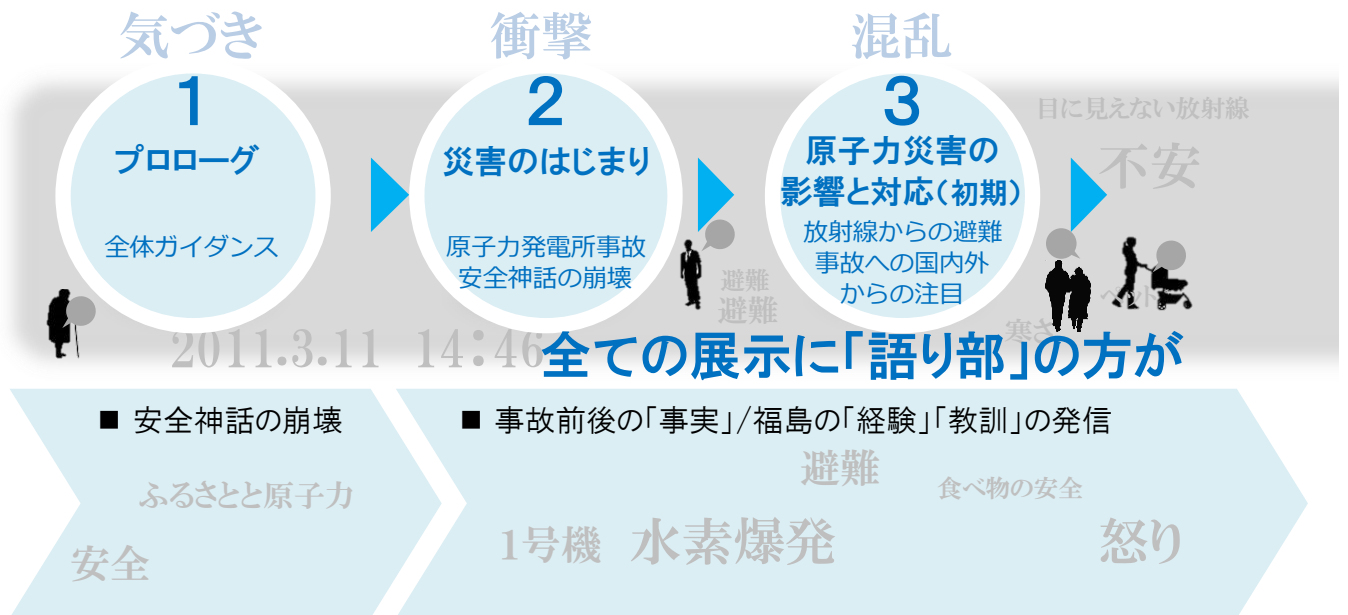 気づき
衝撃
混乱
1
プロローグ
全体ガイダンス
2
災害のはじまり
原子力発電所事故
安全神話の崩壊
3
原子力災害の
影響と対応(初期)
放射線からの避難
事故への国内外
からの注目
目に見えない放射線
不安
避難
避難
ペット
寒さ
2011.3.11 14:46
全ての展示に「語り部」の方が
■ 安全神話の崩壊
ふるさとと原子力
安全
■ 事故前後の「事実」/福島の「経験」「教訓」の発信
避難
食べ物の安全
1号機 水素爆発
怒り